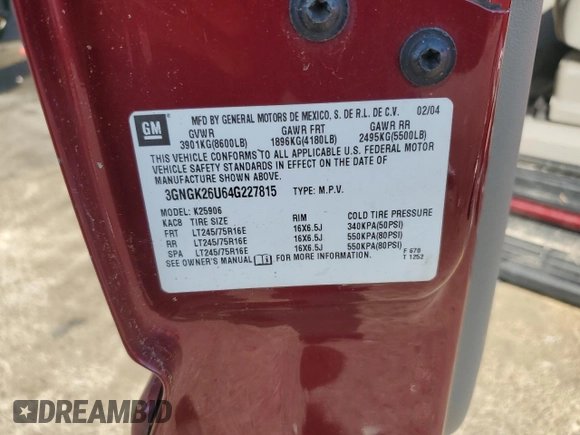 GM
MFD BY GENERAL MOTORS DE MEXICO, S. DE R.L. DE C.V. 02/04
GVWR GAWR FRT GAWR RR
3901KG(8600LB) 1896KG(4180LB) 2495KG(5500LB)
THIS VEHICLE CONFORMS TO ALL APPLICABLE U.S. FEDERAL MOTOR
VEHICLE SAFETY STANDARDS IN EFFECT ON THE DATE OF
MANUFACTURE SHOWN ABOVE.
3GNGK26U64G227815 TYPE: M.P.V.
MODEL: K25906
KACB TIRE SIZE RIM COLD TIRE PRESSURE
FRT LT245/75R16E 16X6.5J 340KPA(50PSI)
RR LT245/75R16E 16X6.5J 550KPA(80PSI)
SPA LT245/75R16E 16X6.5J 550KPA(80PSI)
SEE OWNER'S MANUAL FOR MORE INFORMATION.
F 670
T 1252
DREAMBID